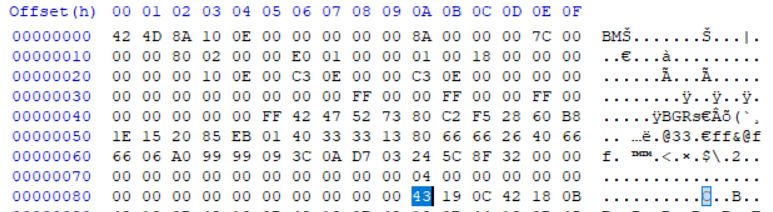 Offset(h) 00 01 02 03 04 05 06 07 08 09 0A 0B 0C 0D 0E 0F
00000000 42 4D 8A 10 0E 00 00 00 00 00 8A 00 00 00 7C 00 BMŠ.......Š...|.
00000010 00 00 80 02 00 00 E0 01 00 00 01 00 18 00 00 00 ..€...à.........
00000020 00 00 00 10 0E 00 C3 0E 00 00 C3 0E 00 00 00 00 ......Ã...Ã.....
00000030 00 00 00 00 00 00 00 00 FF 00 00 FF 00 00 FF 00 ........ÿ..ÿ..ÿ.
00000040 00 00 00 00 00 FF 42 47 52 73 80 C2 F5 28 60 B8 .....ÿBGRs€Âõ(`¸
00000050 1E 15 20 85 EB 01 40 33 33 13 80 66 66 26 40 66 .. …ë.@33.€ff&@f
00000060 66 06 A0 99 99 09 3C 0A D7 03 24 5C 8F 32 00 00 f. ™™.<.×.$\.2..
00000070 00 00 00 00 00 00 00 00 00 00 04 00 00 00 00 00 ................
00000080 00 00 00 00 00 00 00 00 00 00 43 19 0C 42 18 0B ..........C..B..